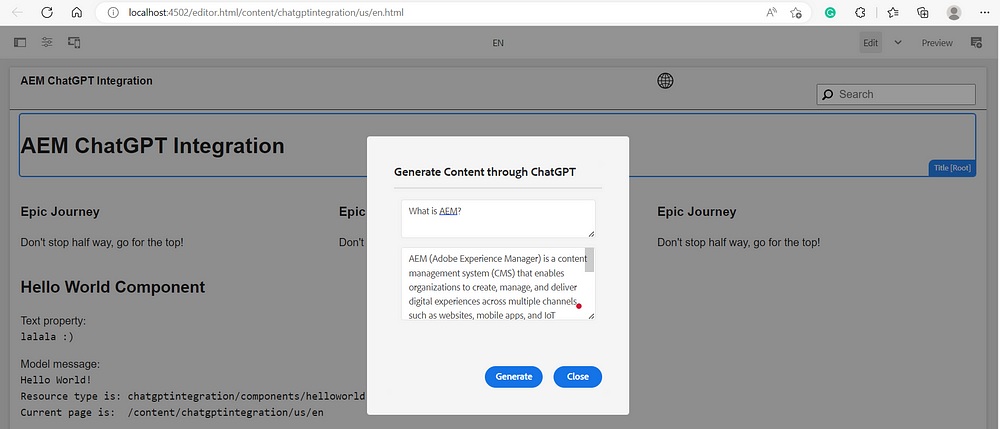 localhost:4502/editor.html/content/chatgptintegration/us/en.html
EN
Edit
Preview
AEM ChatGPT Integration
Search
AEM ChatGPT Integration
Title [Root]
Generate Content through ChatGPT
What is AEM?
AEM (Adobe Experience Manager) is a content
management system (CMS) that enables
organizations to create, manage, and deliver
digital experiences across multiple channels,
such as websites, mobile apps, and IoT
Generate
Close
Epic Journey
Don't stop half way, go for the top!
Epic
Don't
Epic Journey
Don't stop half way, go for the top!
Hello World Component
Text property:
lalala :)
Model message:
Hello World!
Resource type is: chatgptintegration/components/helloworld
Current page is:  /content/chatgptintegration/us/en